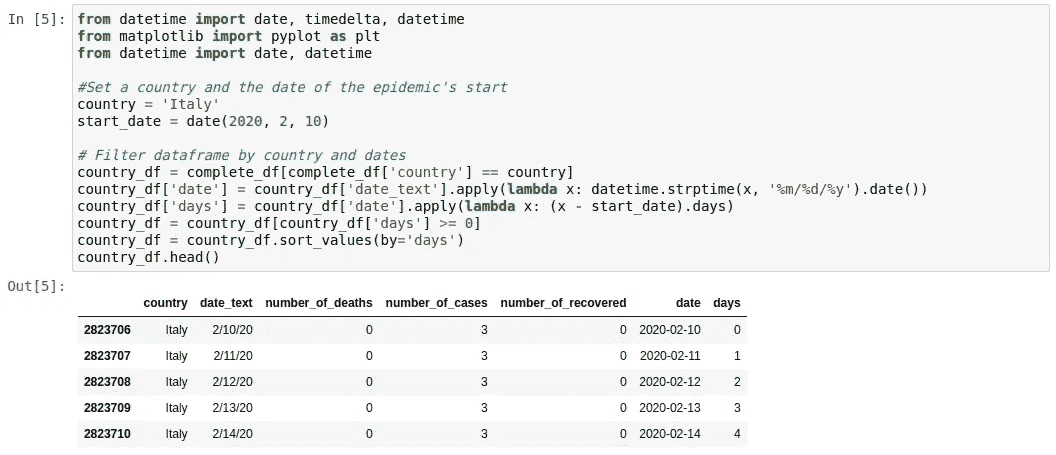 In [5]: from datetime import date, timedelta, datetime
from matplotlib import pyplot as plt
from datetime import date, datetime
#Set a country and the date of the epidemic's start
country = 'Italy'
start_date = date(2020, 2, 10)
# Filter dataframe by country and dates
country_df = complete_df[complete_df['country'] == country]
country_df['date'] = country_df['date_text'].apply(lambda x: datetime.strptime(x, '%m/%d/%y').date())
country_df['days'] = country_df['date'].apply(lambda x: (x - start_date).days)
country_df = country_df[country_df['days'] >= 0]
country_df = country_df.sort_values(by='days')
country_df.head()
Out[5]:
country date_text number_of_deaths number_of_cases number_of_recovered date days
2823706 Italy 2/10/20 0 3 0 2020-02-10 0
2823707 Italy 2/11/20 0 3 0 2020-02-11 1
2823708 Italy 2/12/20 0 3 0 2020-02-12 2
2823709 Italy 2/13/20 0 3 0 2020-02-13 3
2823710 Italy 2/14/20 0 3 0 2020-02-14 4